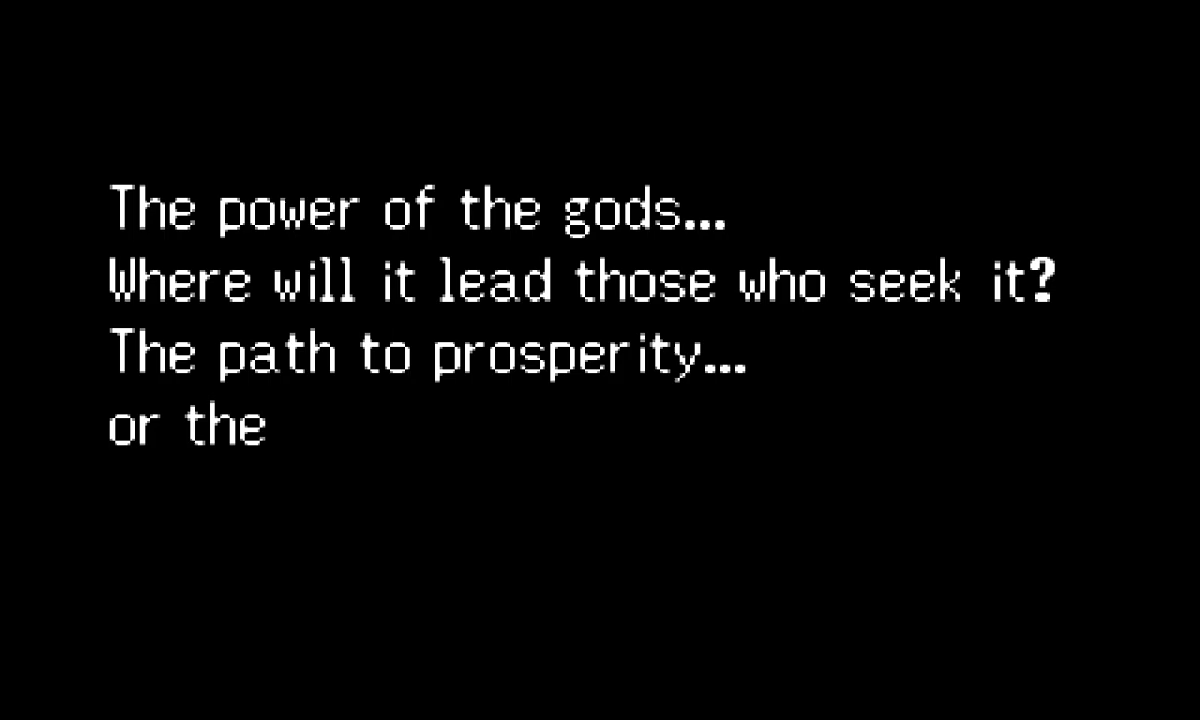 The power of the gods...
Where will it lead those who seek it?
The path to prosperity...
or the